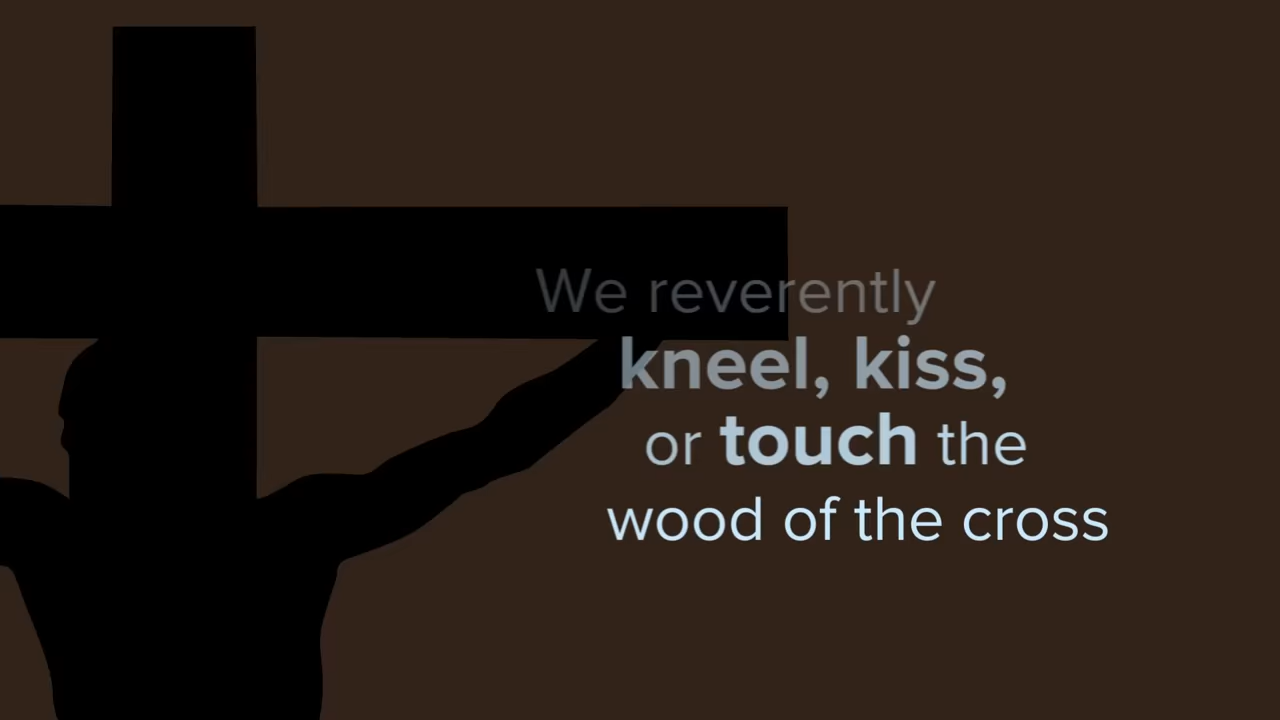 We reverently
kneel, kiss,
or touch the
wood of the cross